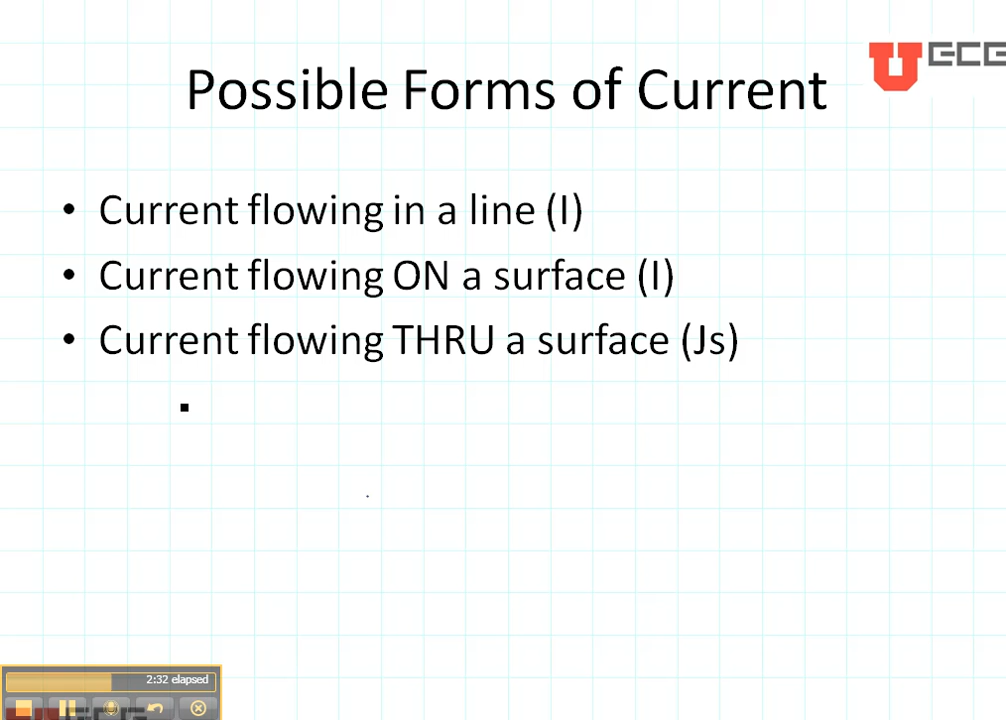 Possible Forms of Current
UECE
• Current flowing in a line (I)
• Current flowing ON a surface (I)
• Current flowing THRU a surface (Js)
2:32 elapsed